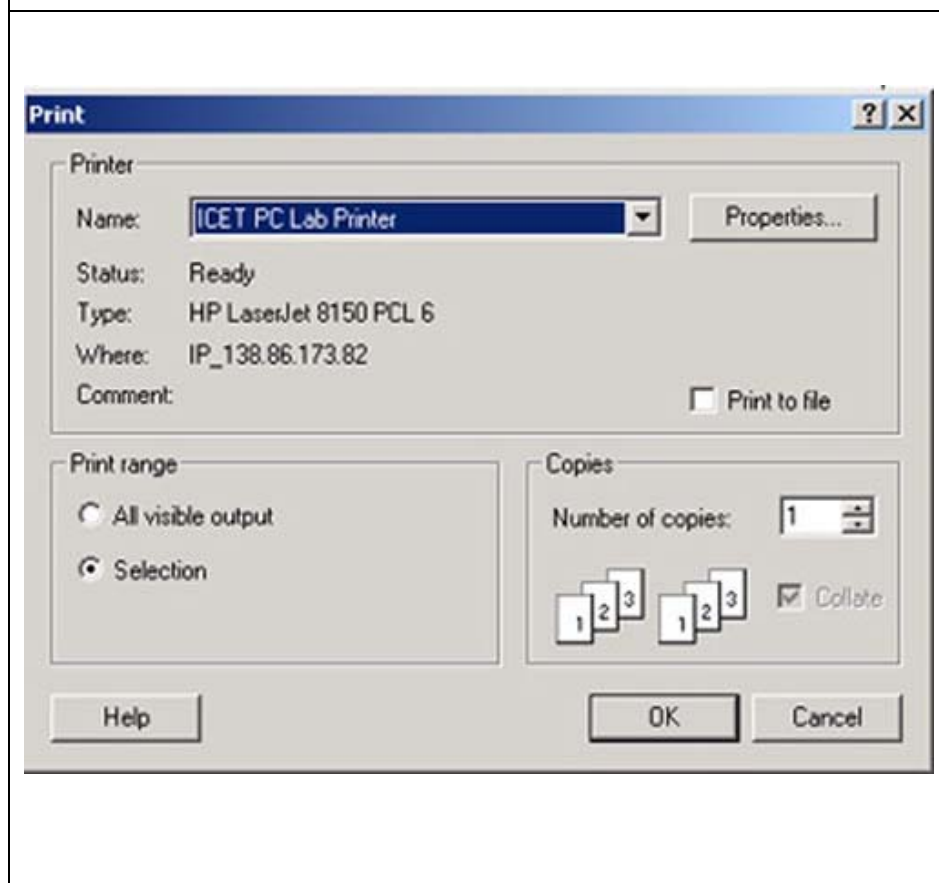 Print
Printer
Name: ICET PC Lab Printer Properties...
Status: Ready
Type: HP LaserJet 8150 PCL 6
Where: IP_138.86.173.82
Comment: Print to file
Print range
All visible output
Selection
Copies
Number of copies: 1
1 2 3 1 2 3 Collate
Help OK Cancel